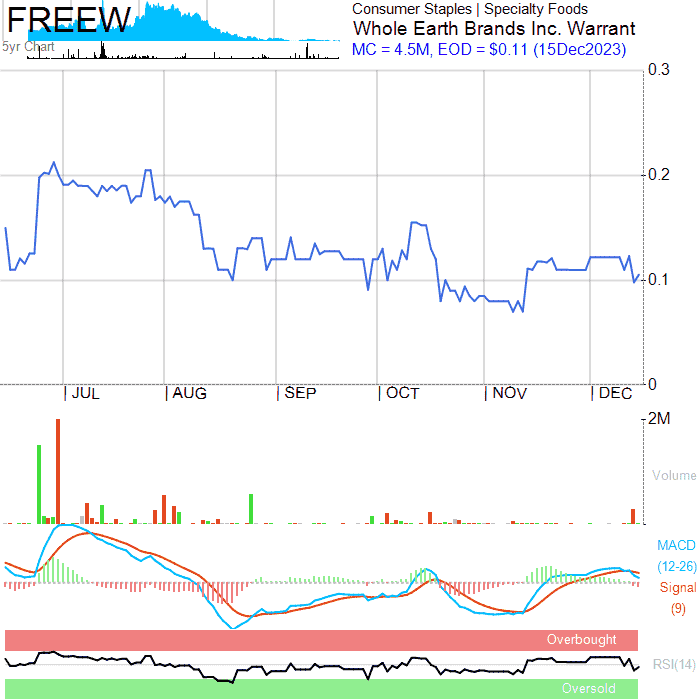 FREEW
5yr Chart
Consumer Staples | Specialty Foods
Whole Earth Brands Inc. Warrant
MC = 4.5M, EOD = $0.11 (15Dec2023)
0.3
0.2
0.1
0
| JUL | AUG | SEP | OCT | NOV | DEC
2M
Volume
MACD
(12-26)
Signal
(9)
Overbought
RSI(14)
Oversold